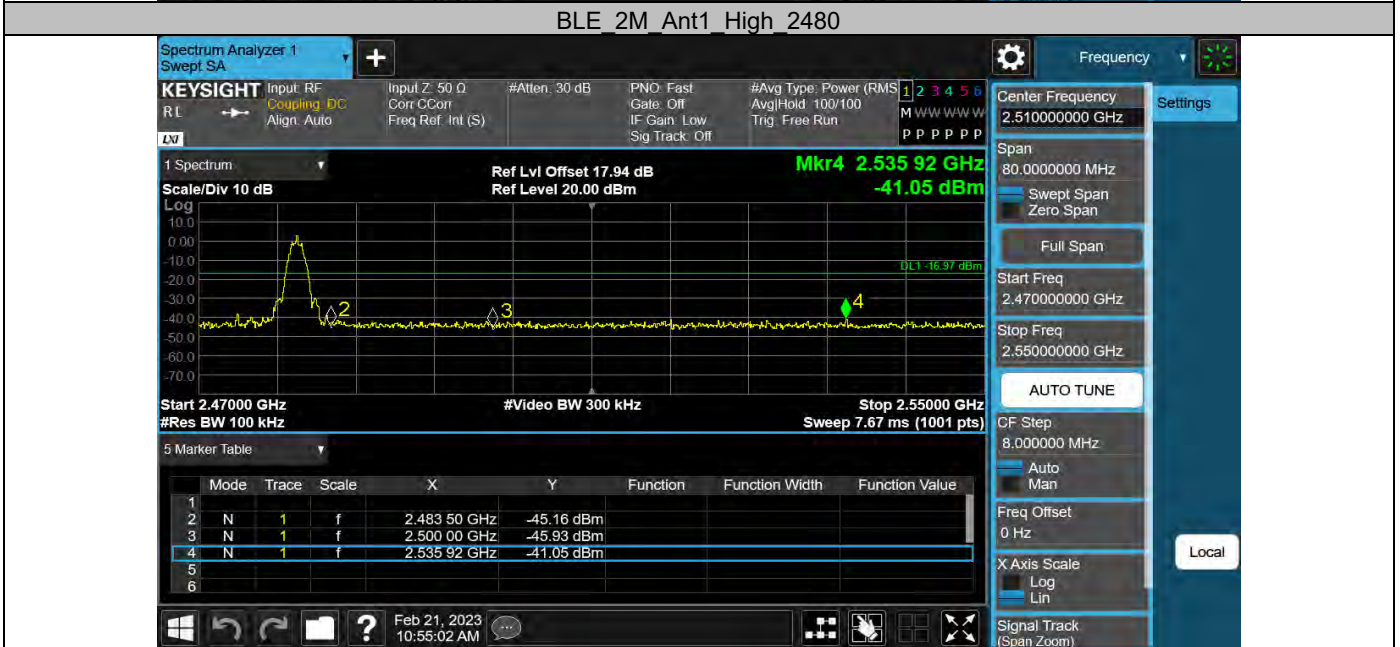 BLE_2M_Ant1_High_2480
Spectrum Analyzer 1
Swept SA
Frequency
KEYSIGHT
RL
LXI
Input: RF
Coupling: DC
Align: Auto
Input Z: 50 Ω
Corr CCorr
Freq Ref: Int (S)
#Atten: 30 dB
PNO: Fast
Gate: Off
IF Gain: Low
Sig Track: Off
#Avg Type: Power (RMS
Avg|Hold: 100/100
Trig: Free Run
1 2 3 4 5 6
M W W W W W
P P P P P P
1 Spectrum
Scale/Div 10 dB
Ref Lvl Offset 17.94 dB
Ref Level 20.00 dBm
Mkr4 2.535 92 GHz
-41.05 dBm
Log
10.0
0.00
-10.0
-20.0
-30.0
-40.0
-50.0
-60.0
-70.0
DL1 -16.97 dBm
2
3
4
Start 2.47000 GHz
#Res BW 100 kHz
#Video BW 300 kHz
Stop 2.55000 GHz
Sweep 7.67 ms (1001 pts)
5 Marker Table
Mode Trace Scale X Y Function Function Width Function Value
1
2 N 1 f 2.483 50 GHz -45.16 dBm
3 N 1 f 2.500 00 GHz -45.93 dBm
4 N 1 f 2.535 92 GHz -41.05 dBm
5
6
?
Feb 21, 2023
10:55:02 AM
Center Frequency
2.510000000 GHz
Settings
Span
80.0000000 MHz
Swept Span
Zero Span
Full Span
Start Freq
2.470000000 GHz
Stop Freq
2.550000000 GHz
AUTO TUNE
CF Step
8.000000 MHz
Auto
Man
Freq Offset
0 Hz
X Axis Scale
Log
Lin
Local
Signal Track
(Span Zoom)